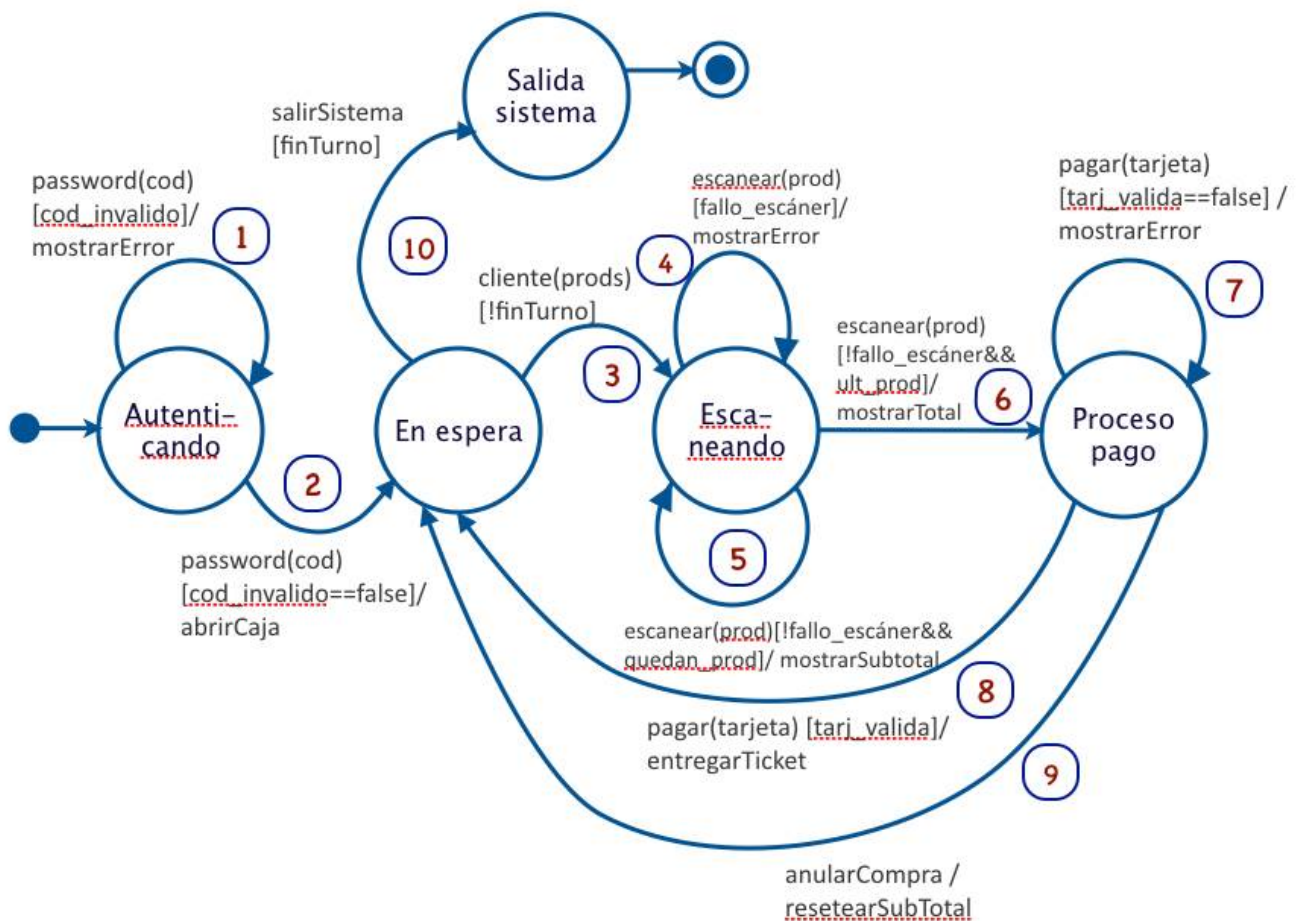 Salida
sistema
salirSistema
[finTurno]
password(cod)
[cod_invalido]/
mostrarError
1
10
escanear(prod)
[fallo_escáner]/
mostrarError
4
pagar(tarjeta)
[tarj_valida==false] /
mostrarError
7
cliente(prods)
[!finTurno]
3
escanear(prod)
[!fallo_escáner&&
ult_prod]/
mostrarTotal
6
Autenti-
cando
En espera
Esca-
neando
Proceso
pago
2
password(cod)
[cod_invalido==false]/
abrirCaja
5
escanear(prod)[!fallo_escáner&&
quedan_prod]/ mostrarSubtotal
8
pagar(tarjeta) [tarj_valida]/
entregarTicket
9
anularCompra /
resetearSubTotal